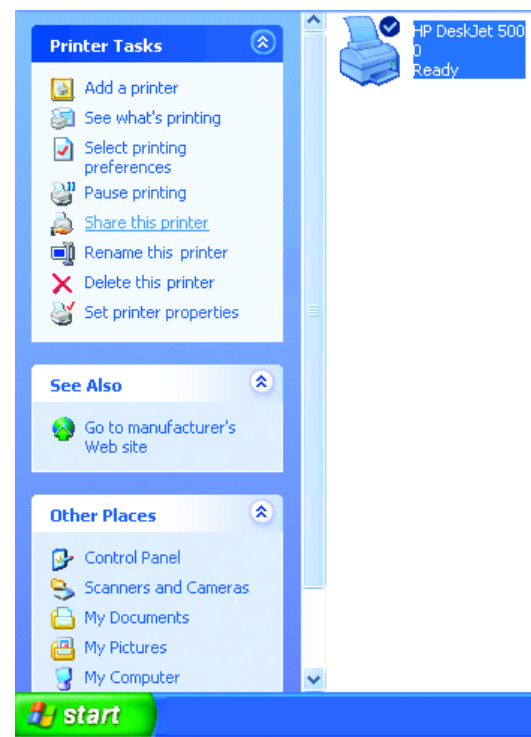 Printer Tasks
Add a printer
See what's printing
Select printing
preferences
Pause printing
Share this printer
Rename this printer
Delete this printer
Set printer properties
See Also
Go to manufacturer's
Web site
Other Places
Control Panel
Scanners and Cameras
My Documents
My Pictures
My Computer
HP DeskJet 500
0
Ready
start